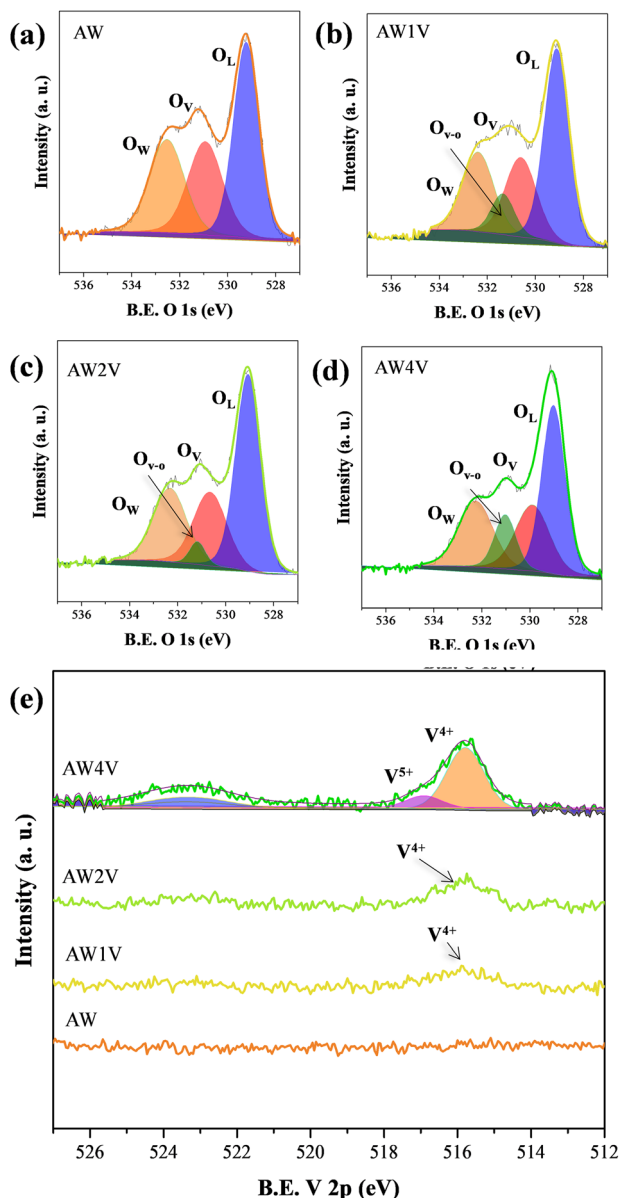 (a) AW
O_L
O_V
O_W
Intensity (a. u.)
536 534 532 530 528
B.E. O 1s (eV)
(b) AW1V
O_L
O_V
O_v-o
O_W
Intensity (a. u.)
536 534 532 530 528
B.E. O 1s (eV)
(c) AW2V
O_L
O_V
O_v-o
O_W
Intensity (a. u.)
536 534 532 530 528
B.E. O 1s (eV)
(d) AW4V
O_L
O_V
O_v-o
O_W
Intensity (a. u.)
536 534 532 530 528
B.E. O 1s (eV)
(e)
V⁴⁺
V⁵⁺
AW4V
V⁴⁺
AW2V
V⁴⁺
AW1V
AW
Intensity (a. u.)
526 524 522 520 518 516 514 512
B.E. V 2p (eV)